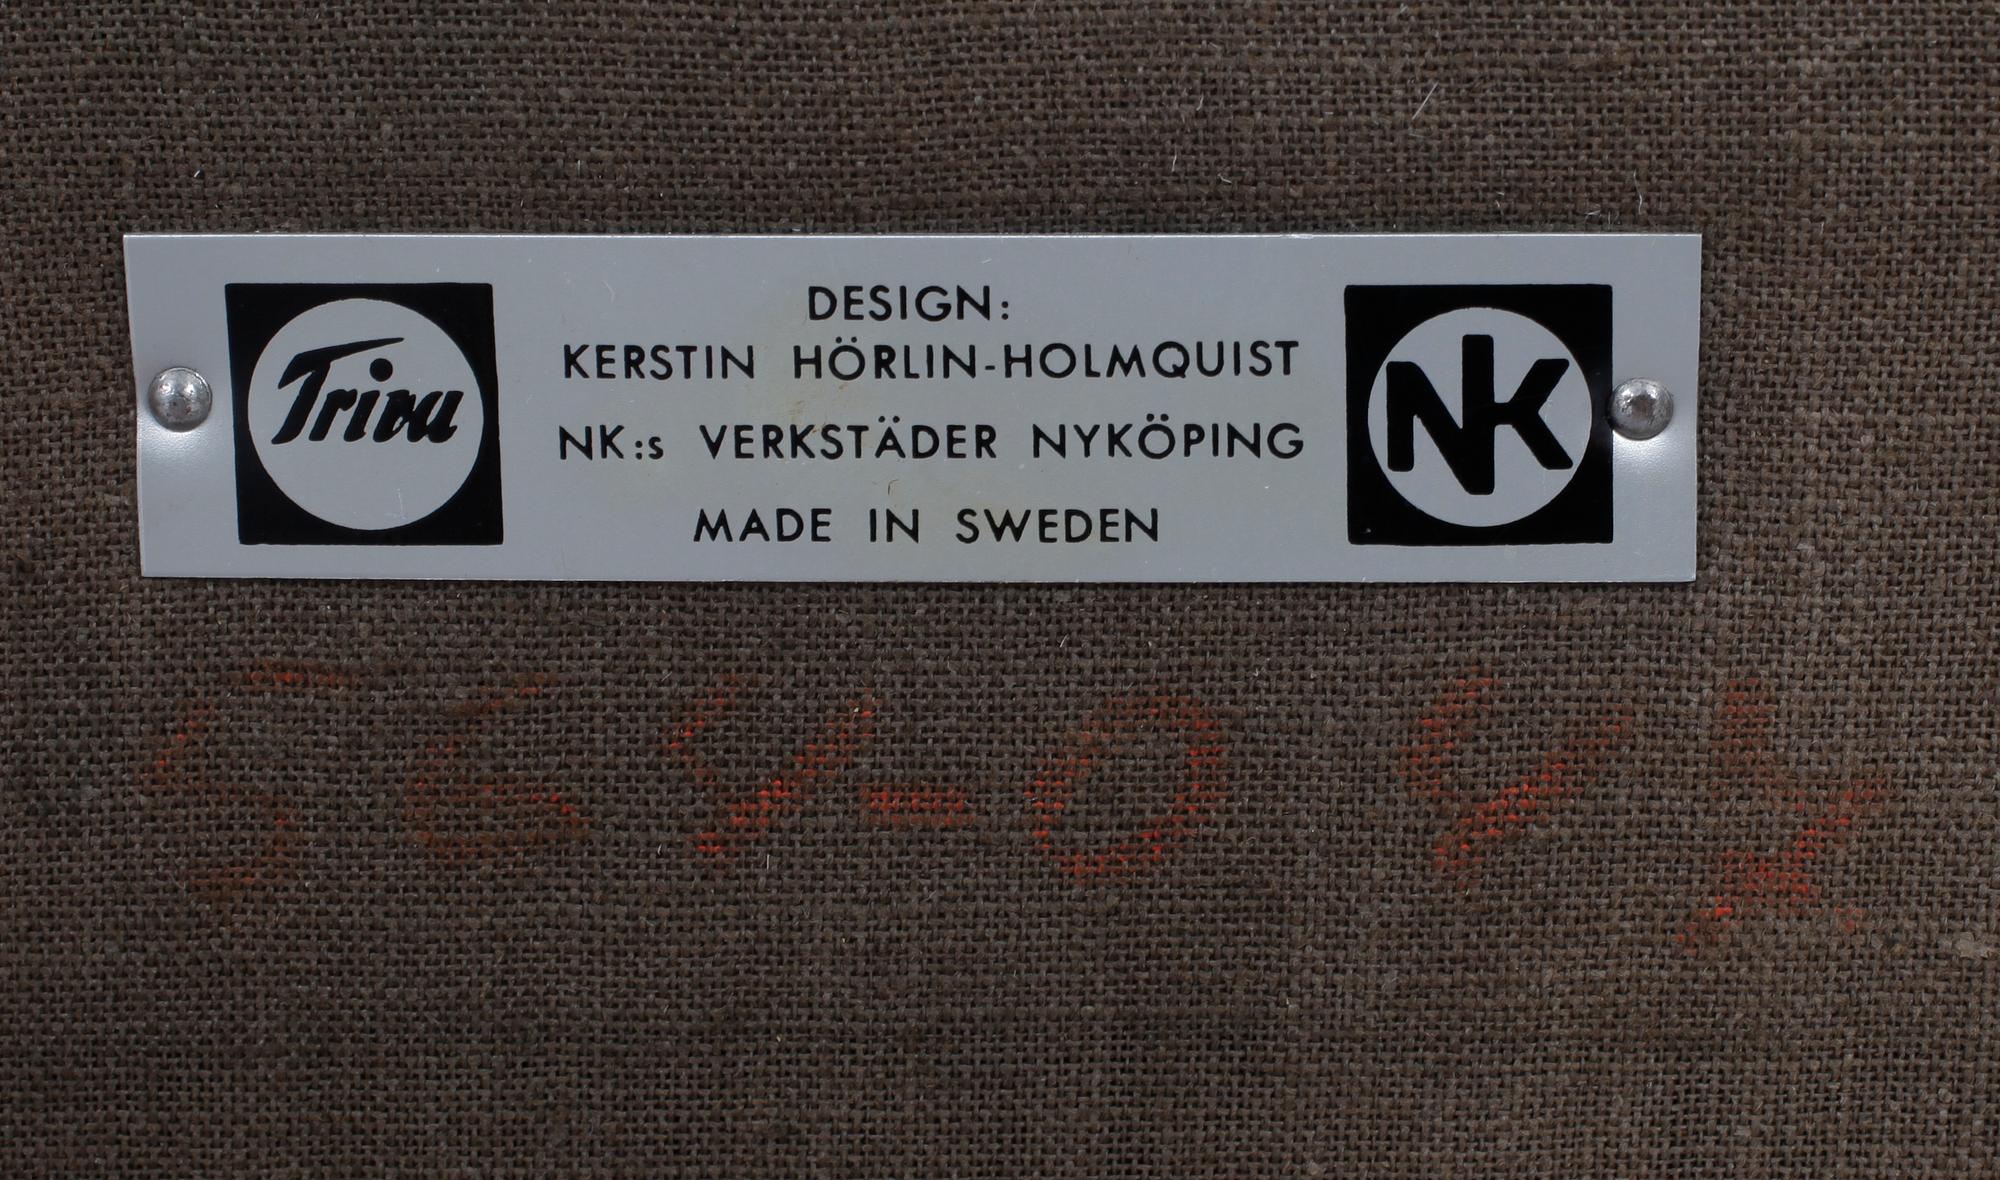 Triva
DESIGN:
KERSTIN HÖRLIN-HOLMQUIST
NK:s VERKSTÄDER NYKÖPING
MADE IN SWEDEN
NK